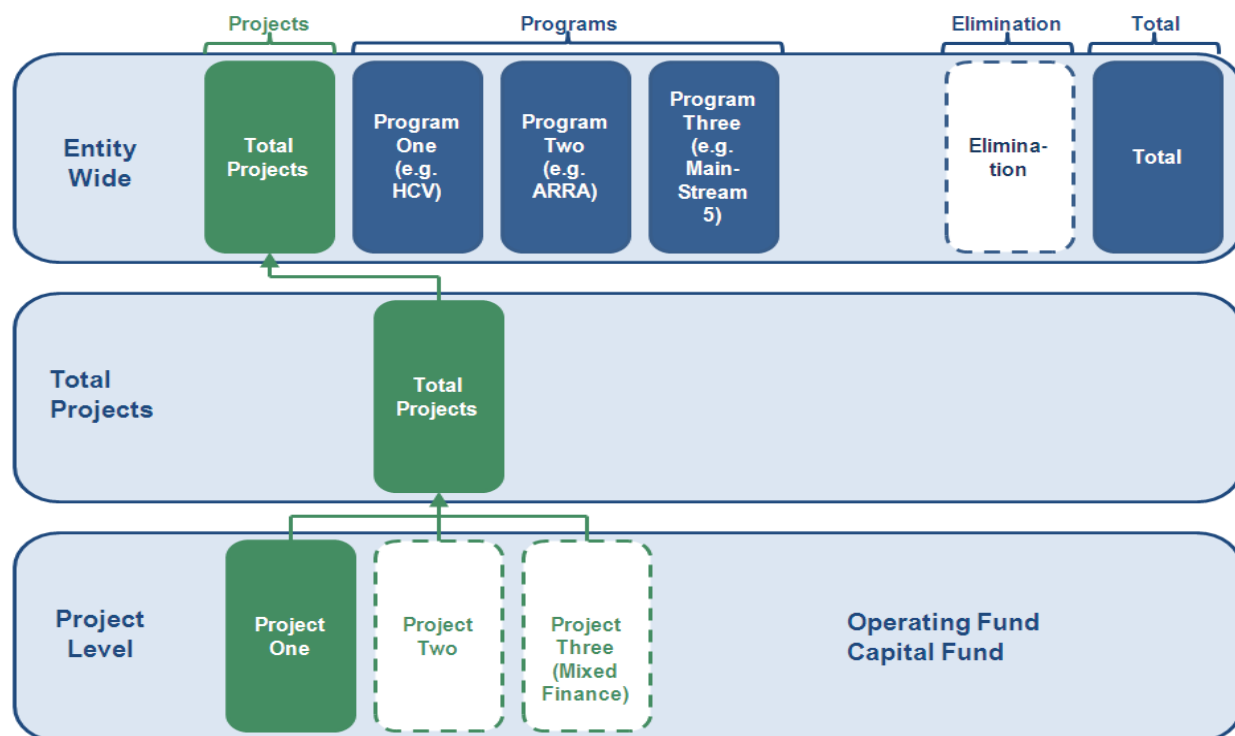 Projects
Programs
Elimination
Total
Entity
Wide
Total
Projects
Program
One
(e.g.
HCV)
Program
Two
(e.g.
ARRA)
Program
Three
(e.g.
Main-
Stream
5)
Elimina-
tion
Total
Total
Projects
Total
Projects
Project
Level
Project
One
Project
Two
Project
Three
(Mixed
Finance)
Operating Fund
Capital Fund